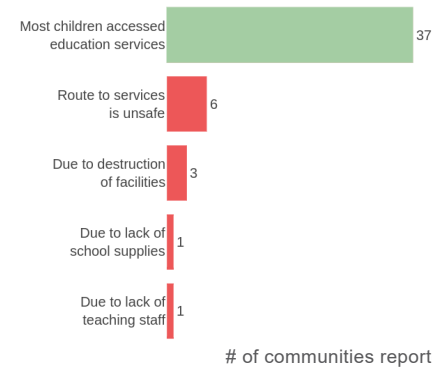 Most children accessed
education services
37
Route to services
is unsafe
6
Due to destruction
of facilities
3
Due to lack of
school supplies
1
Due to lack of
teaching staff
1
# of communities report